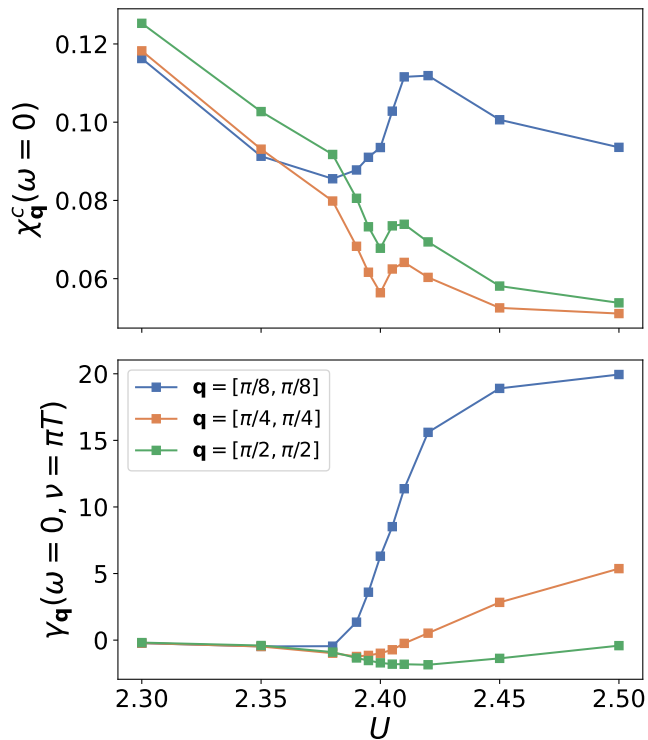 0.12
0.10
0.08
0.06
χ^c_q(ω = 0)
20
15
10
5
0
γ_q(ω = 0, ν = πT)
q = [π/8, π/8]
q = [π/4, π/4]
q = [π/2, π/2]
2.30 2.35 2.40 2.45 2.50
U